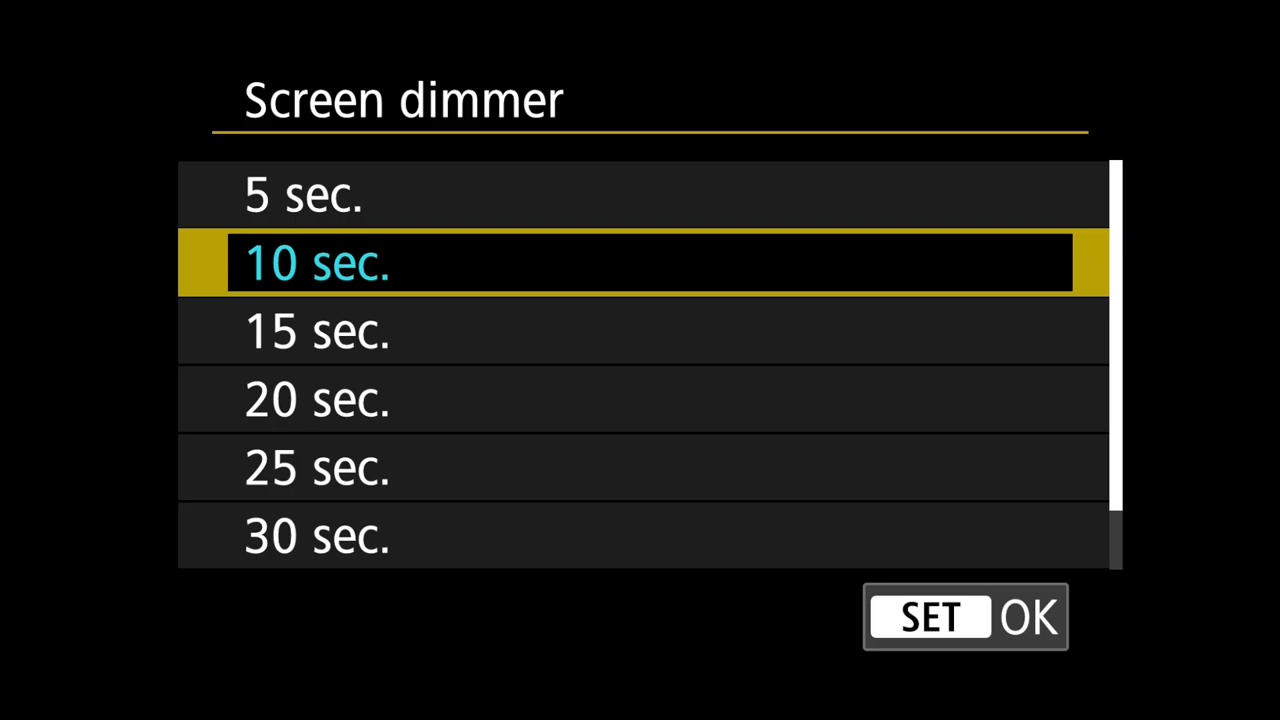 Screen dimmer
5 sec.
10 sec.
15 sec.
20 sec.
25 sec.
30 sec.
SET OK